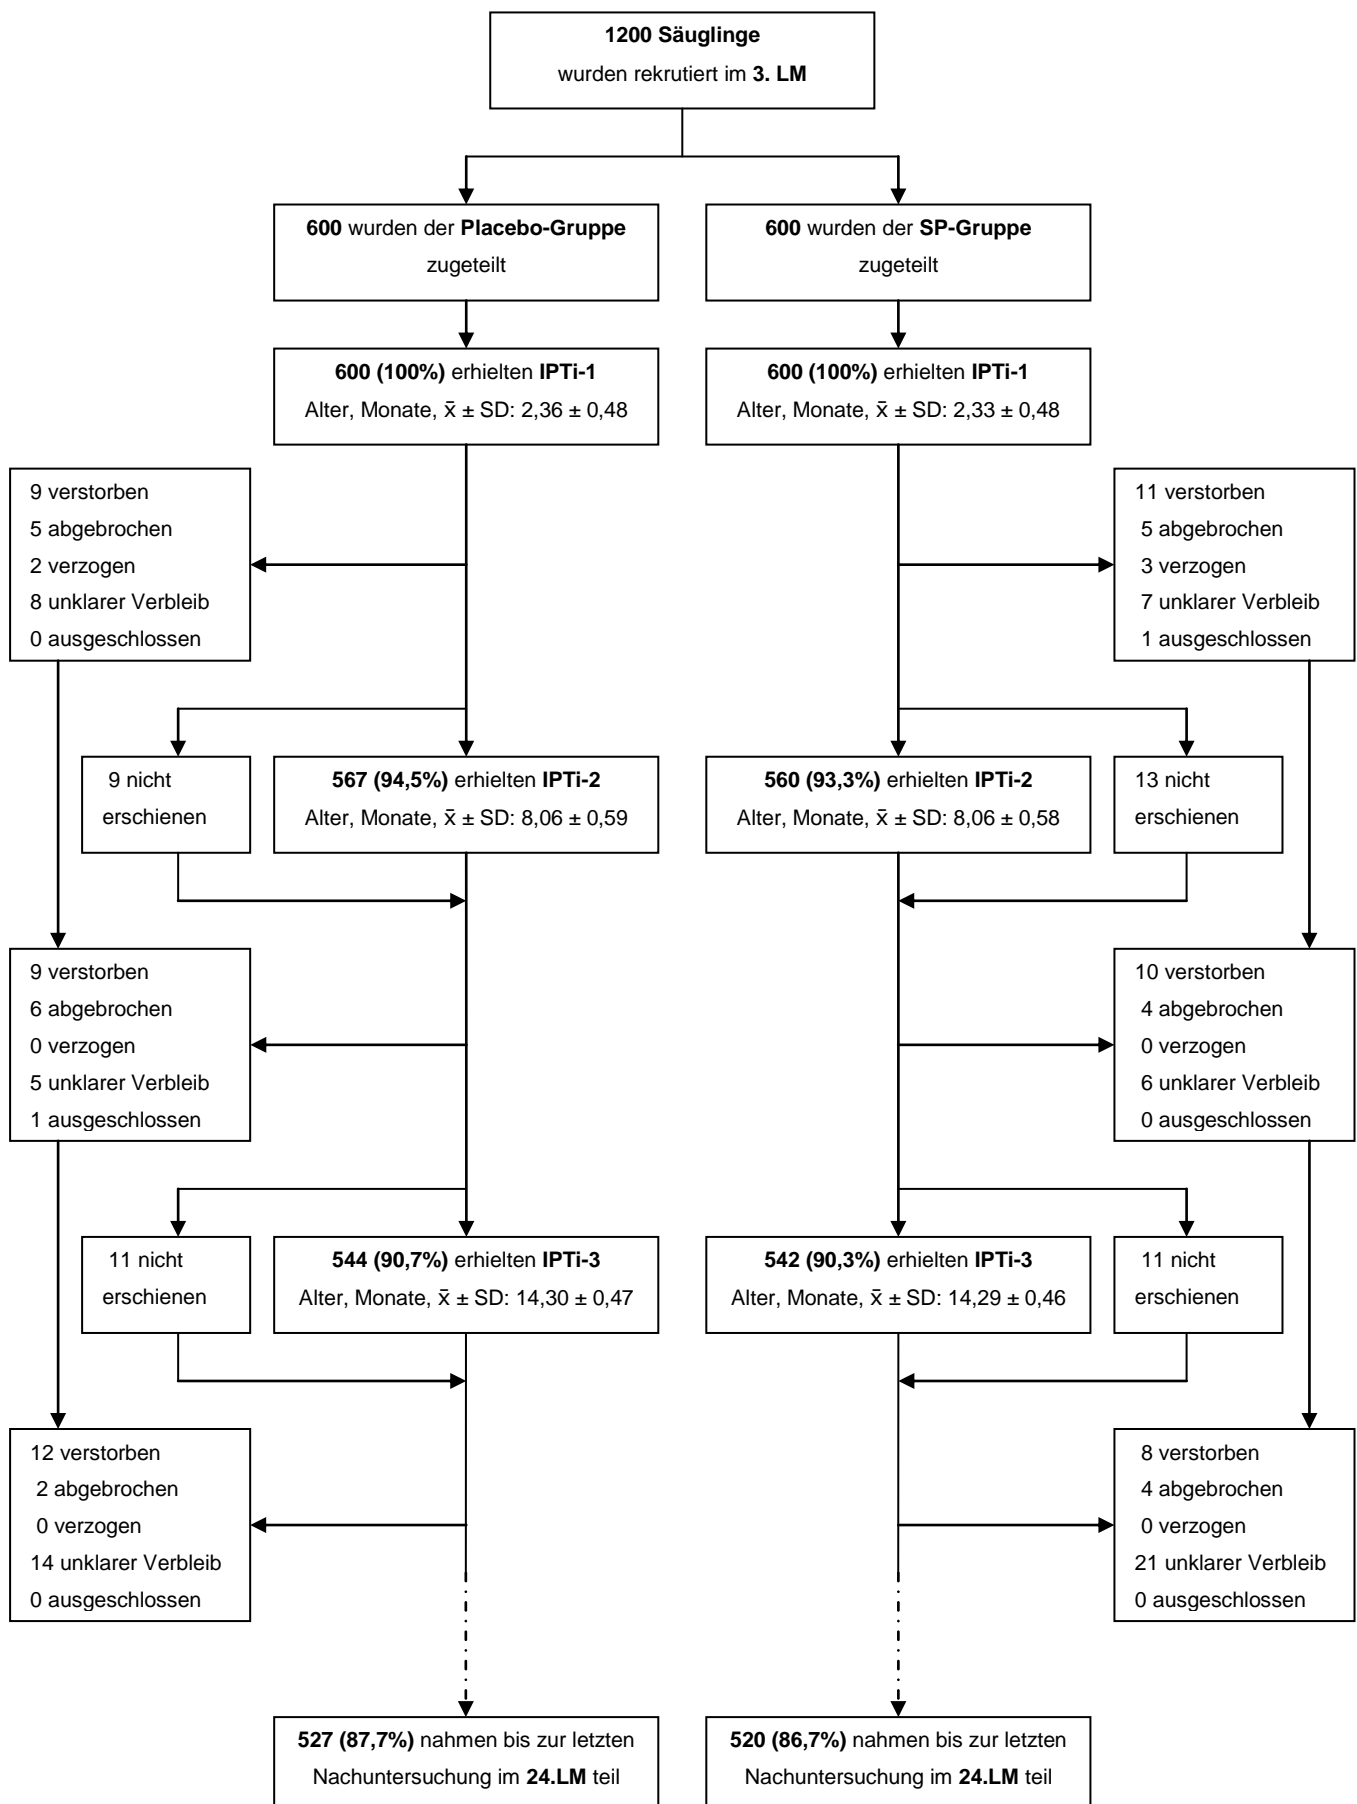 1200 Säuglinge
wurden rekrutiert im 3. LM
600 wurden der Placebo-Gruppe
zugeteilt
600 wurden der SP-Gruppe
zugeteilt
600 (100%) erhielten IPTi-1
Alter, Monate, x̄ ± SD: 2,36 ± 0,48
600 (100%) erhielten IPTi-1
Alter, Monate, x̄ ± SD: 2,33 ± 0,48
9 verstorben
5 abgebrochen
2 verzogen
8 unklarer Verbleib
0 ausgeschlossen
11 verstorben
5 abgebrochen
3 verzogen
7 unklarer Verbleib
1 ausgeschlossen
9 nicht
erschienen
567 (94,5%) erhielten IPTi-2
Alter, Monate, x̄ ± SD: 8,06 ± 0,59
560 (93,3%) erhielten IPTi-2
Alter, Monate, x̄ ± SD: 8,06 ± 0,58
13 nicht
erschienen
9 verstorben
6 abgebrochen
0 verzogen
5 unklarer Verbleib
1 ausgeschlossen
10 verstorben
4 abgebrochen
0 verzogen
6 unklarer Verbleib
0 ausgeschlossen
11 nicht
erschienen
544 (90,7%) erhielten IPTi-3
Alter, Monate, x̄ ± SD: 14,30 ± 0,47
542 (90,3%) erhielten IPTi-3
Alter, Monate, x̄ ± SD: 14,29 ± 0,46
11 nicht
erschienen
12 verstorben
2 abgebrochen
0 verzogen
14 unklarer Verbleib
0 ausgeschlossen
8 verstorben
4 abgebrochen
0 verzogen
21 unklarer Verbleib
0 ausgeschlossen
527 (87,7%) nahmen bis zur letzten
Nachuntersuchung im 24.LM teil
520 (86,7%) nahmen bis zur letzten
Nachuntersuchung im 24.LM teil